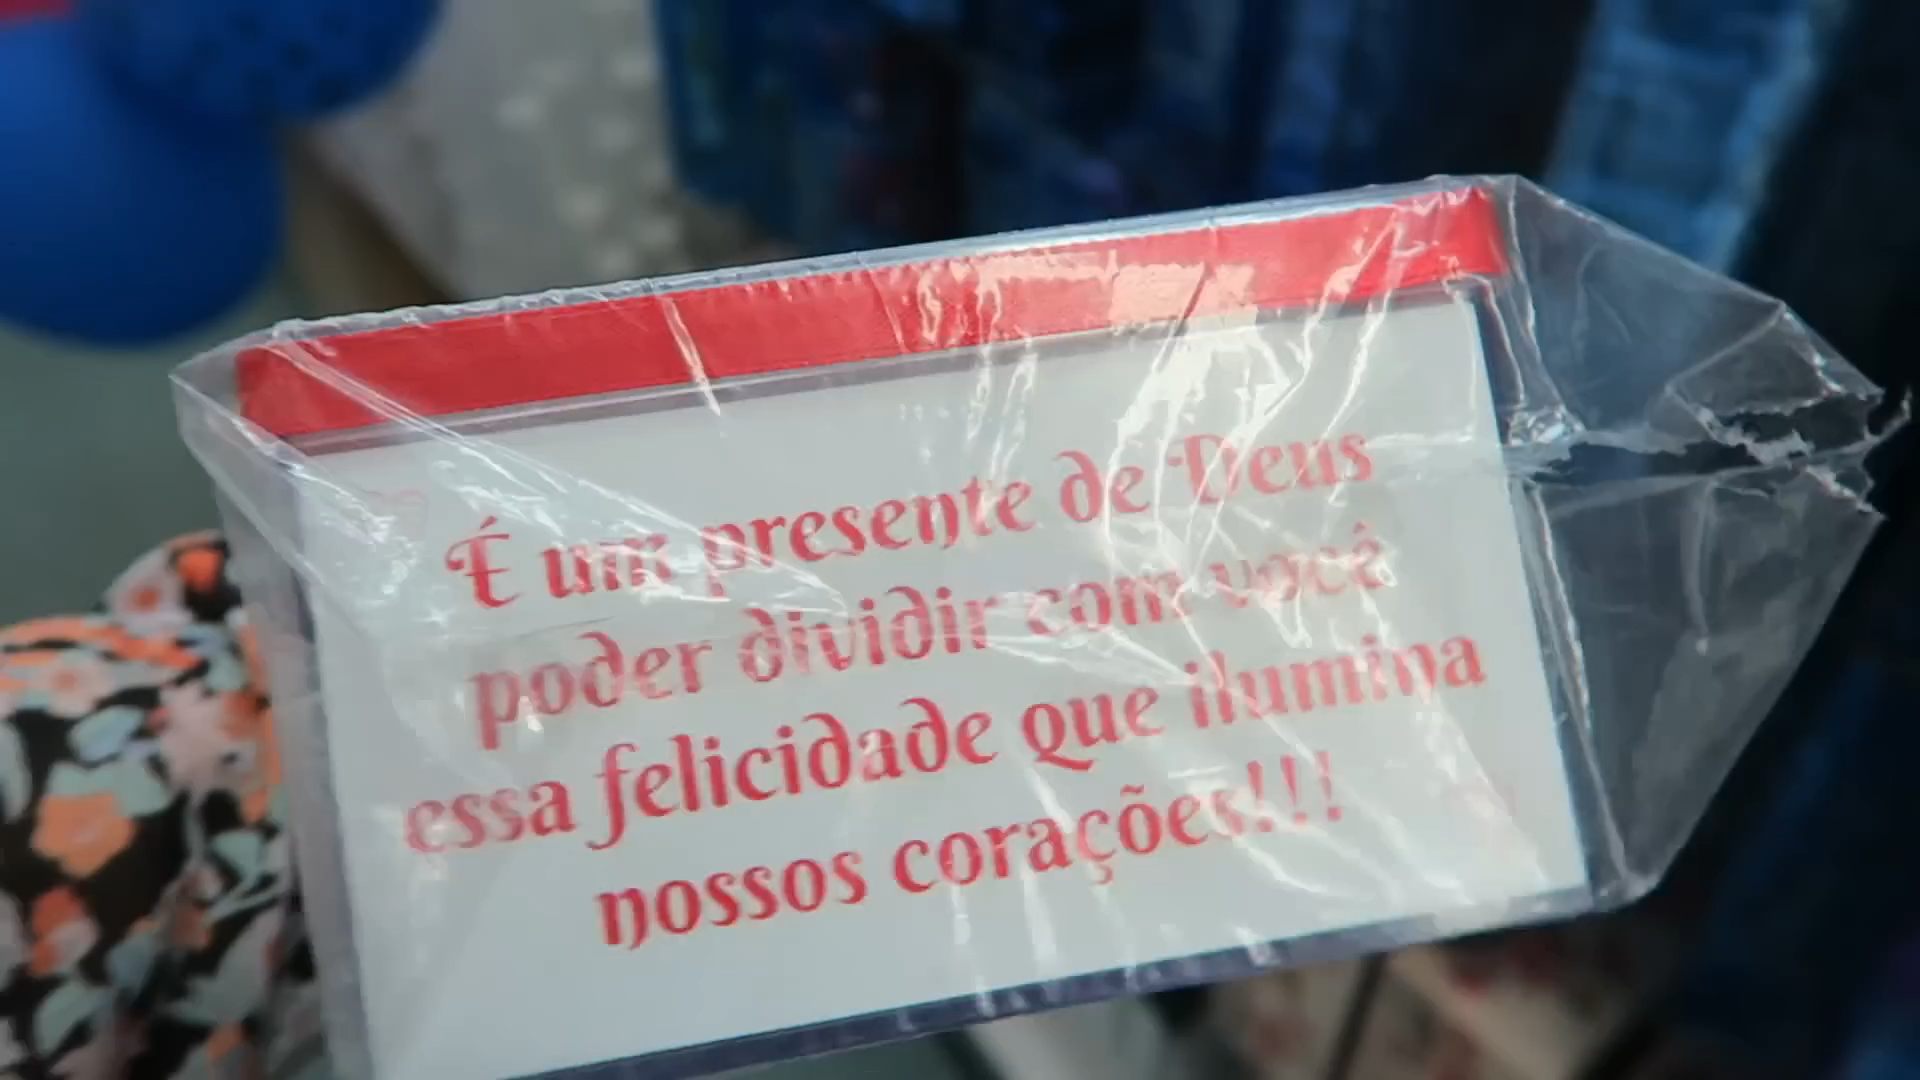 É um presente de Deus
poder dividir com você
essa felicidade que ilumina
nossos corações!!!